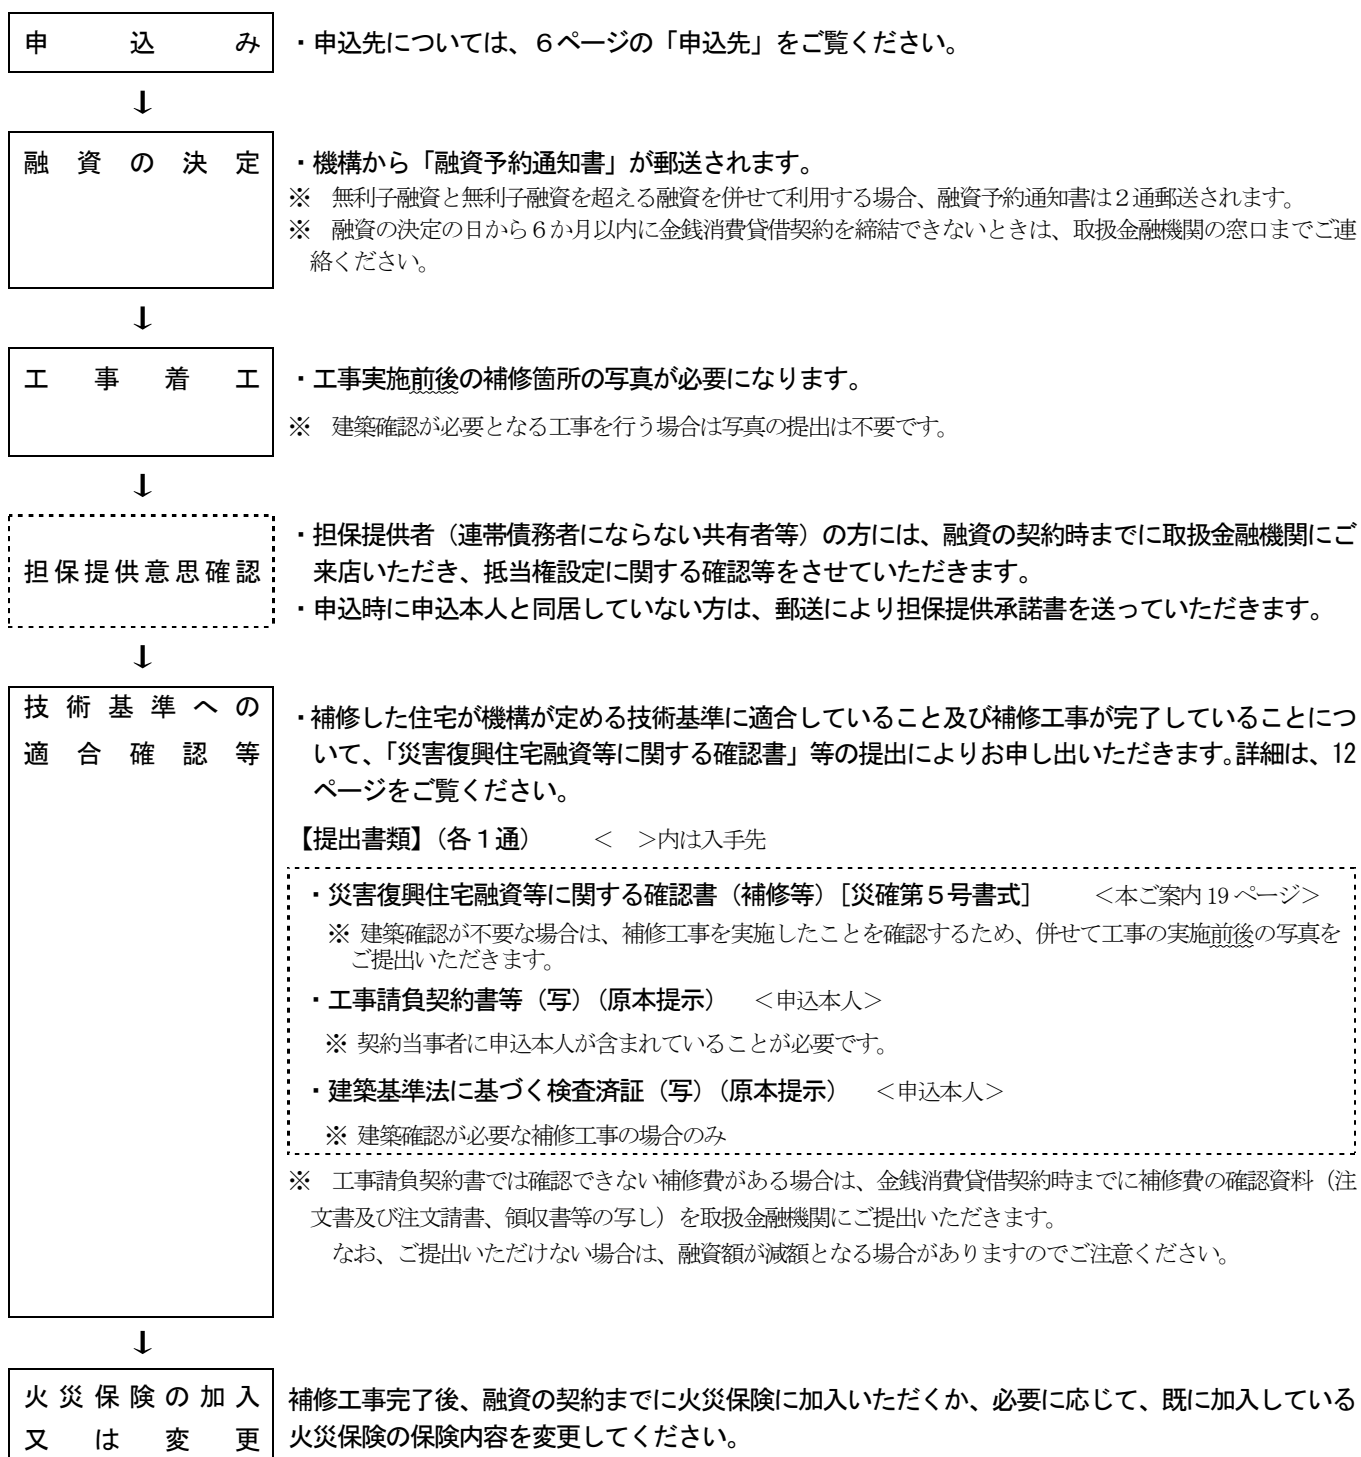 申込み
・申込先については、６ページの「申込先」をご覧ください。
↓
融資の決定
・機構から「融資予約通知書」が郵送されます。
※　無利子融資と無利子融資を超える融資を併せて利用する場合、融資予約通知書は２通郵送されます。
※　融資の決定の日から６か月以内に金銭消費貸借契約を締結できないときは、取扱金融機関の窓口までご連
絡ください。
↓
工事着工
・工事実施前後の補修箇所の写真が必要になります。
※　建築確認が必要となる工事を行う場合は写真の提出は不要です。
↓
担保提供意思確認
・担保提供者（連帯債務者にならない共有者等）の方には、融資の契約時までに取扱金融機関にご
来店いただき、抵当権設定に関する確認等をさせていただきます。
・申込時に申込本人と同居していない方は、郵送により担保提供承諾書を送っていただきます。
↓
技術基準への
適合確認等
・補修した住宅が機構が定める技術基準に適合していること及び補修工事が完了していることにつ
いて、「災害復興住宅融資等に関する確認書」等の提出によりお申し出いただきます。詳細は、12
ページをご覧ください。
【提出書類】（各１通）　　＜　＞内は入手先
・災害復興住宅融資等に関する確認書（補修等）［災確第５号書式］　　＜本ご案内 19 ページ＞
※ 建築確認が不要な場合は、補修工事を実施したことを確認するため、併せて工事の実施前後の写真を
ご提出いただきます。
・工事請負契約書等（写）（原本提示）　＜申込本人＞
※ 契約当事者に申込本人が含まれていることが必要です。
・建築基準法に基づく検査済証（写）（原本提示）　＜申込本人＞
※ 建築確認が必要な補修工事の場合のみ
※　工事請負契約書では確認できない補修費がある場合は、金銭消費貸借契約時までに補修費の確認資料（注
文書及び注文請書、領収書等の写し）を取扱金融機関にご提出いただきます。
なお、ご提出いただけない場合は、融資額が減額となる場合がありますのでご注意ください。
↓
火災保険の加入
又は変更
補修工事完了後、融資の契約までに火災保険に加入いただくか、必要に応じて、既に加入している
火災保険の保険内容を変更してください。